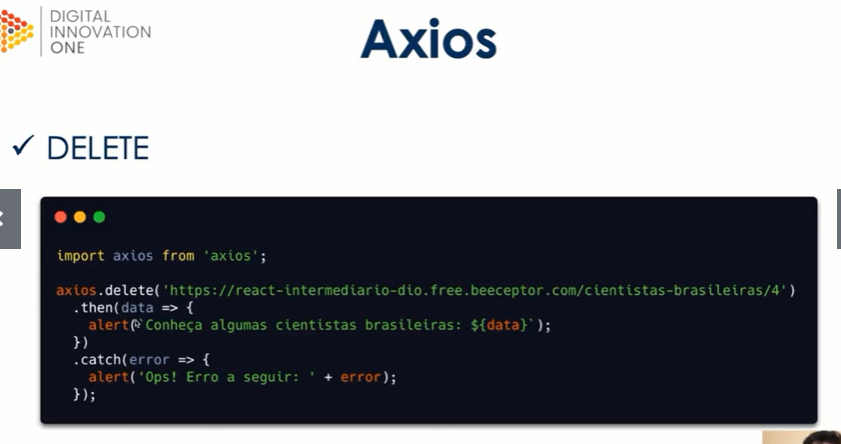 DIGITAL
INNOVATION
ONE
Axios
✓ DELETE
import axios from 'axios';
axios.delete('https://react-intermediario-dio.free.beeceptor.com/cientistas-brasileiras/4')
.then(data => {
alert(`Conheça algumas cientistas brasileiras: ${data}`);
})
.catch(error => {
alert('Ops! Erro a seguir: ' + error);
});